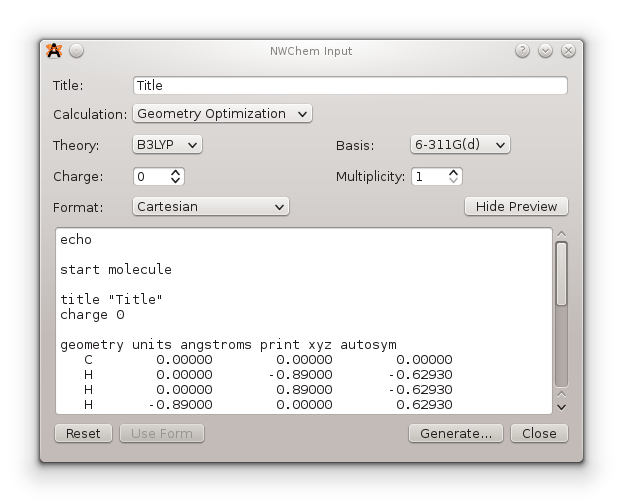 NWChem Input
Title: Title
Calculation: Geometry Optimization
Theory: B3LYP Basis: 6-311G(d)
Charge: 0 Multiplicity: 1
Format: Cartesian Hide Preview
echo
start molecule
title "Title"
charge 0
geometry units angstroms print xyz autosym
C 0.00000 0.00000 0.00000
H 0.00000 -0.89000 -0.62930
H 0.00000 0.89000 -0.62930
H -0.89000 0.00000 0.62930
Reset Use Form Generate... Close